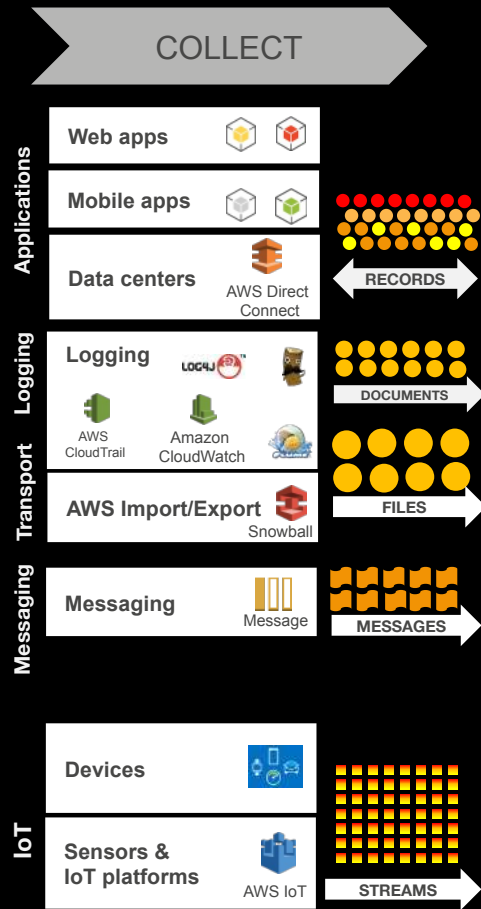 COLLECT
Applications
Web apps
Mobile apps
Data centers
AWS Direct
Connect
RECORDS
Logging
Logging
LOG4J™
AWS
CloudTrail
Amazon
CloudWatch
DOCUMENTS
Transport
AWS Import/Export
Snowball
FILES
Messaging
Messaging
Message
MESSAGES
IoT
Devices
Sensors &
IoT platforms
AWS IoT
STREAMS